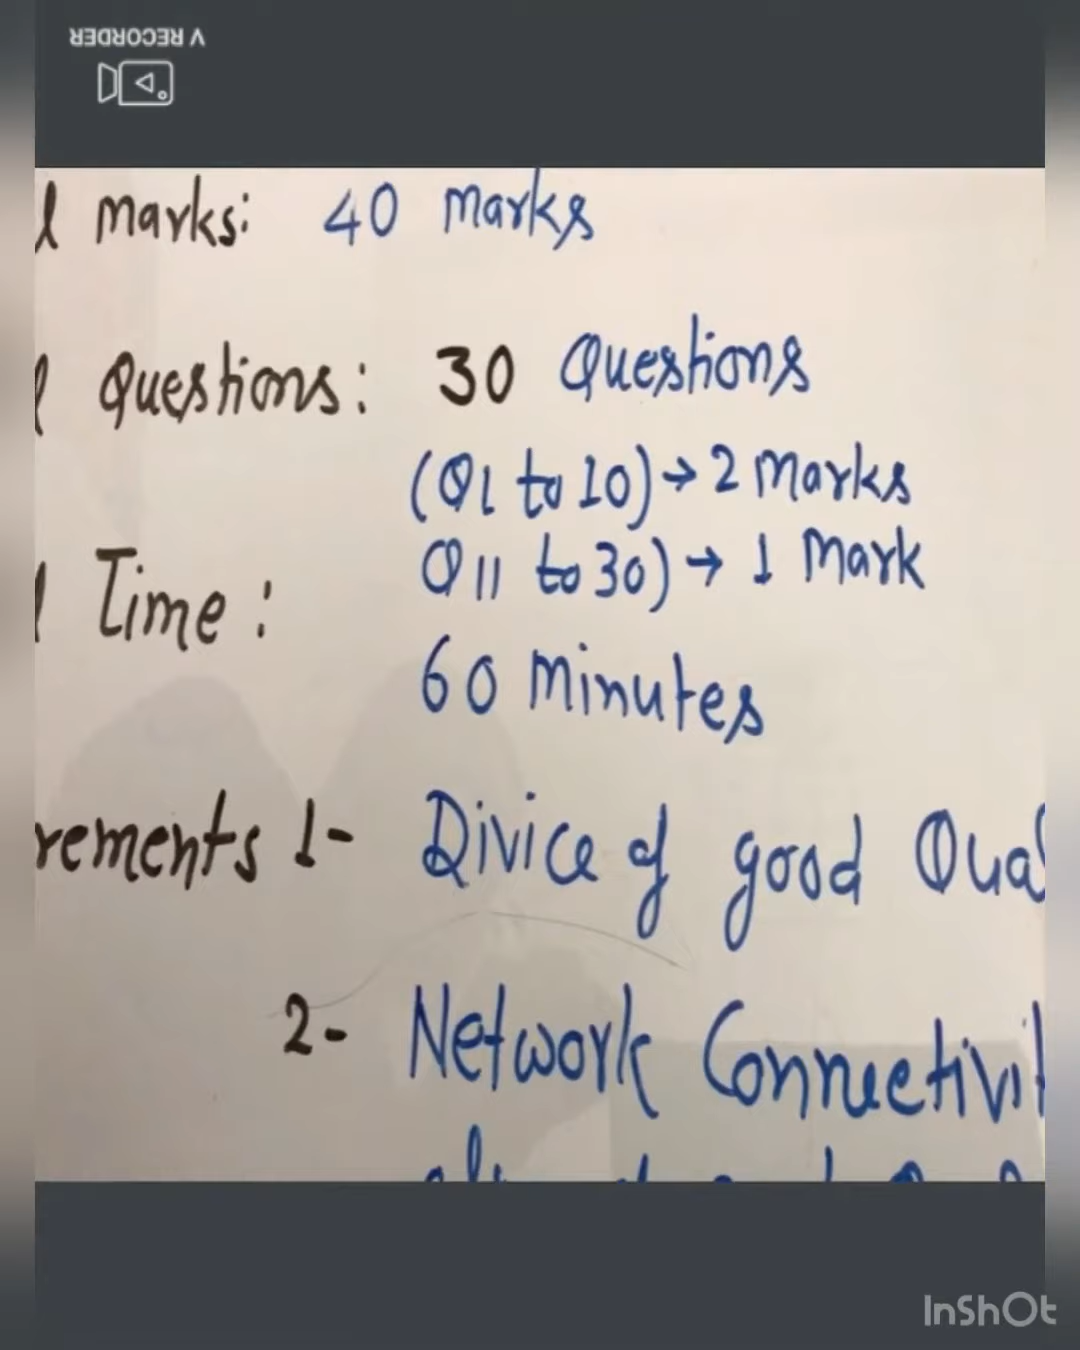 V RECORDER
l marks: 40 Marks
l Questions: 30 Questions
(Q1 to 10) → 2 Marks
Q11 to 30) → 1 Mark
l Time:
60 Minutes
rements 1- Divice of good Qua
2- Network Connectivit
InShOt